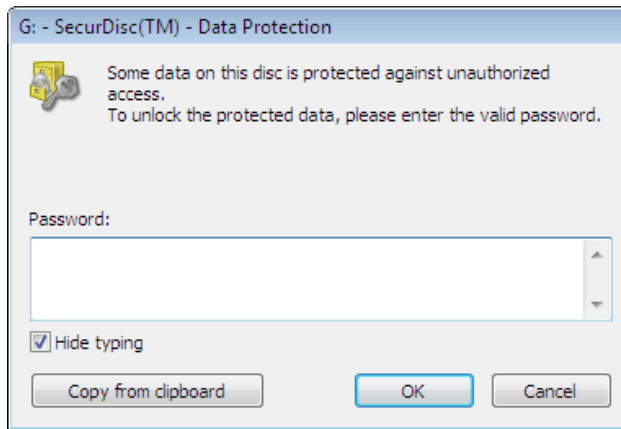 G: - SecurDisc(TM) - Data Protection
Some data on this disc is protected against unauthorized
access.
To unlock the protected data, please enter the valid password.
Password:
Hide typing
Copy from clipboard
OK
Cancel